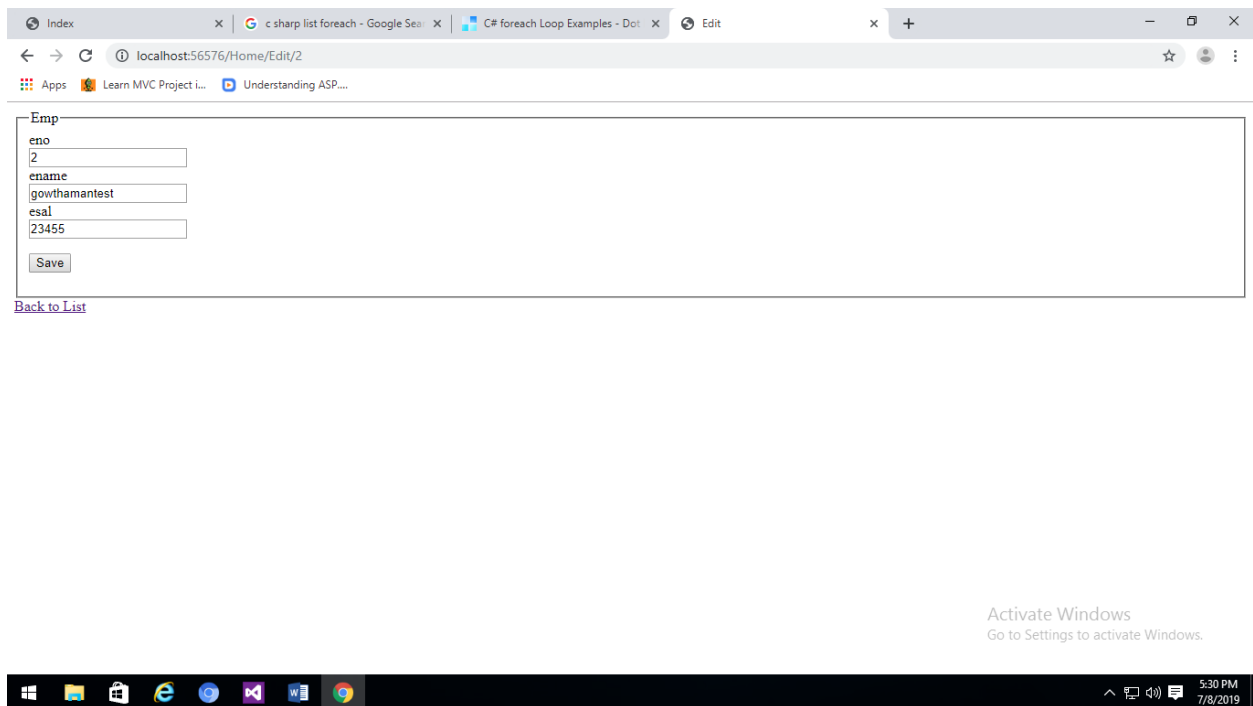 Index
c sharp list foreach - Google Sear
C# foreach Loop Examples - Dot
Edit
localhost:56576/Home/Edit/2
Apps
Learn MVC Project i...
Understanding ASP....
Emp
eno
2
ename
gowthamantest
esal
23455
Save
Back to List
Activate Windows
Go to Settings to activate Windows.
5:30 PM
7/8/2019